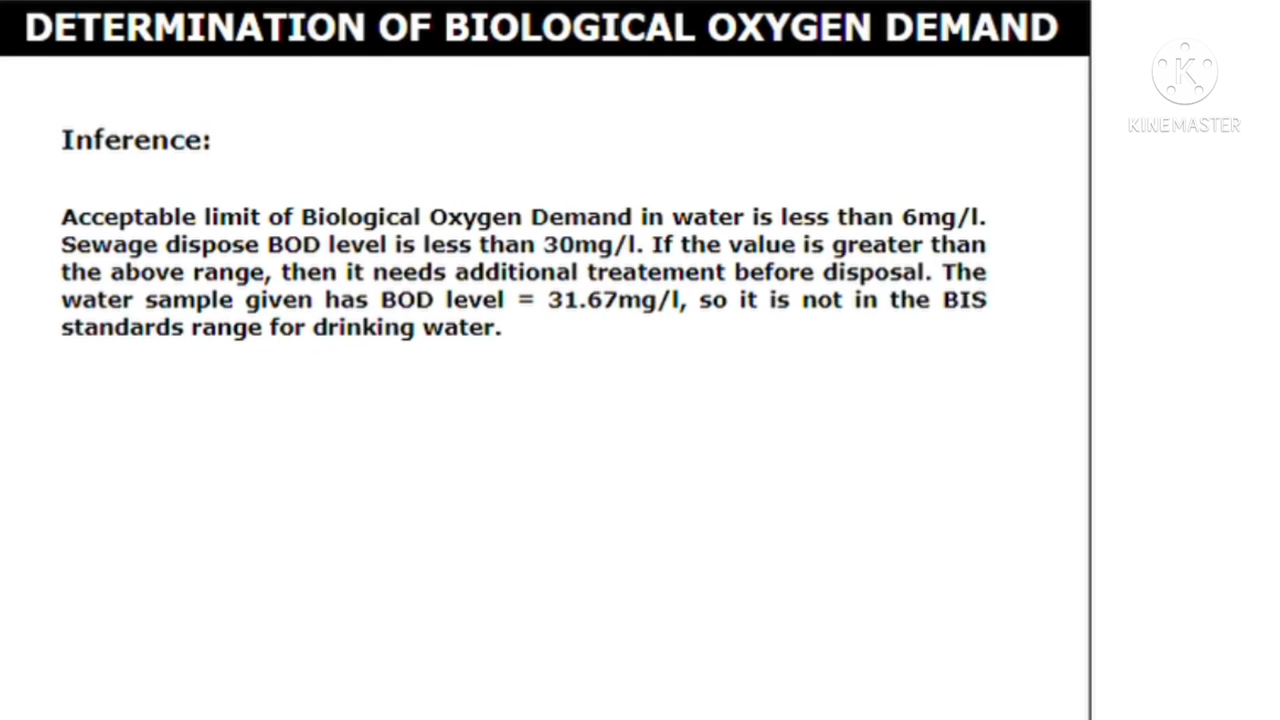 DETERMINATION OF BIOLOGICAL OXYGEN DEMAND
K
KINEMASTER
Inference:
Acceptable limit of Biological Oxygen Demand in water is less than 6mg/l.
Sewage dispose BOD level is less than 30mg/l. If the value is greater than
the above range, then it needs additional treatement before disposal. The
water sample given has BOD level = 31.67mg/l, so it is not in the BIS
standards range for drinking water.